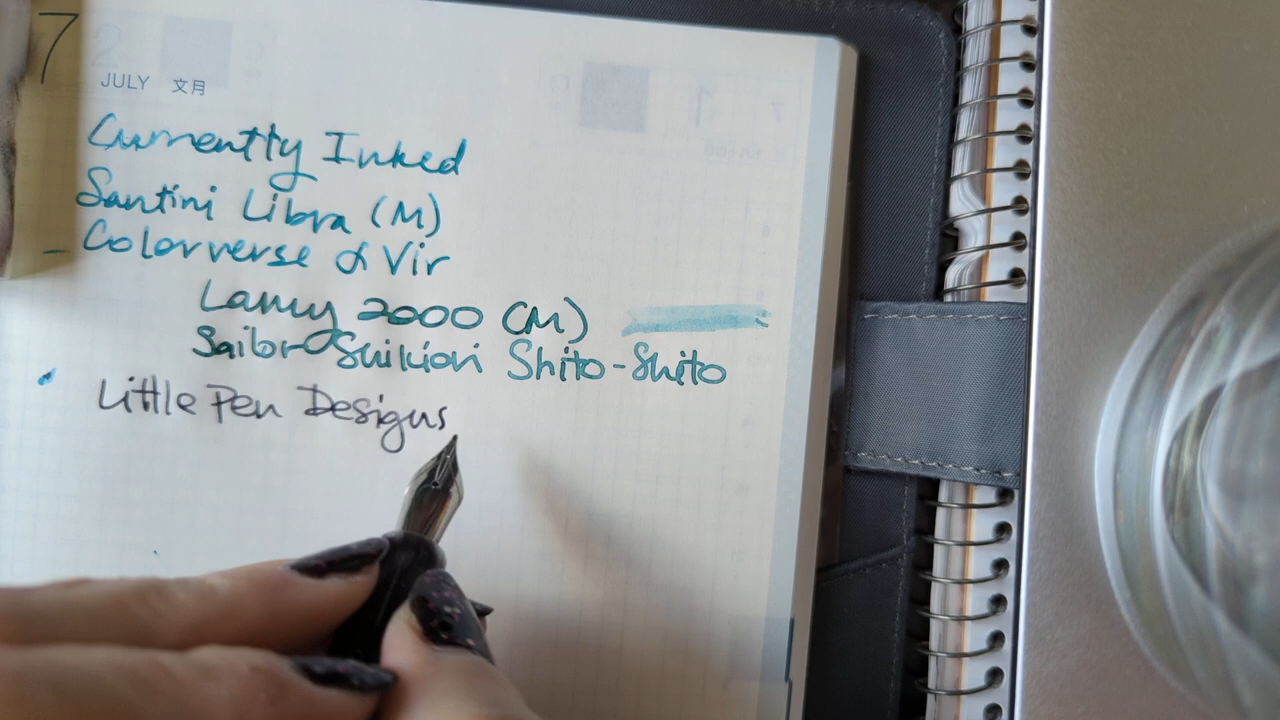 7
JULY 文月
Currently Inked
Santini Libra (M)
- Colorverse α Vir
Lamy 2000 (M)
Sailor Shikiori Shito-Shito
Little Pen Designs